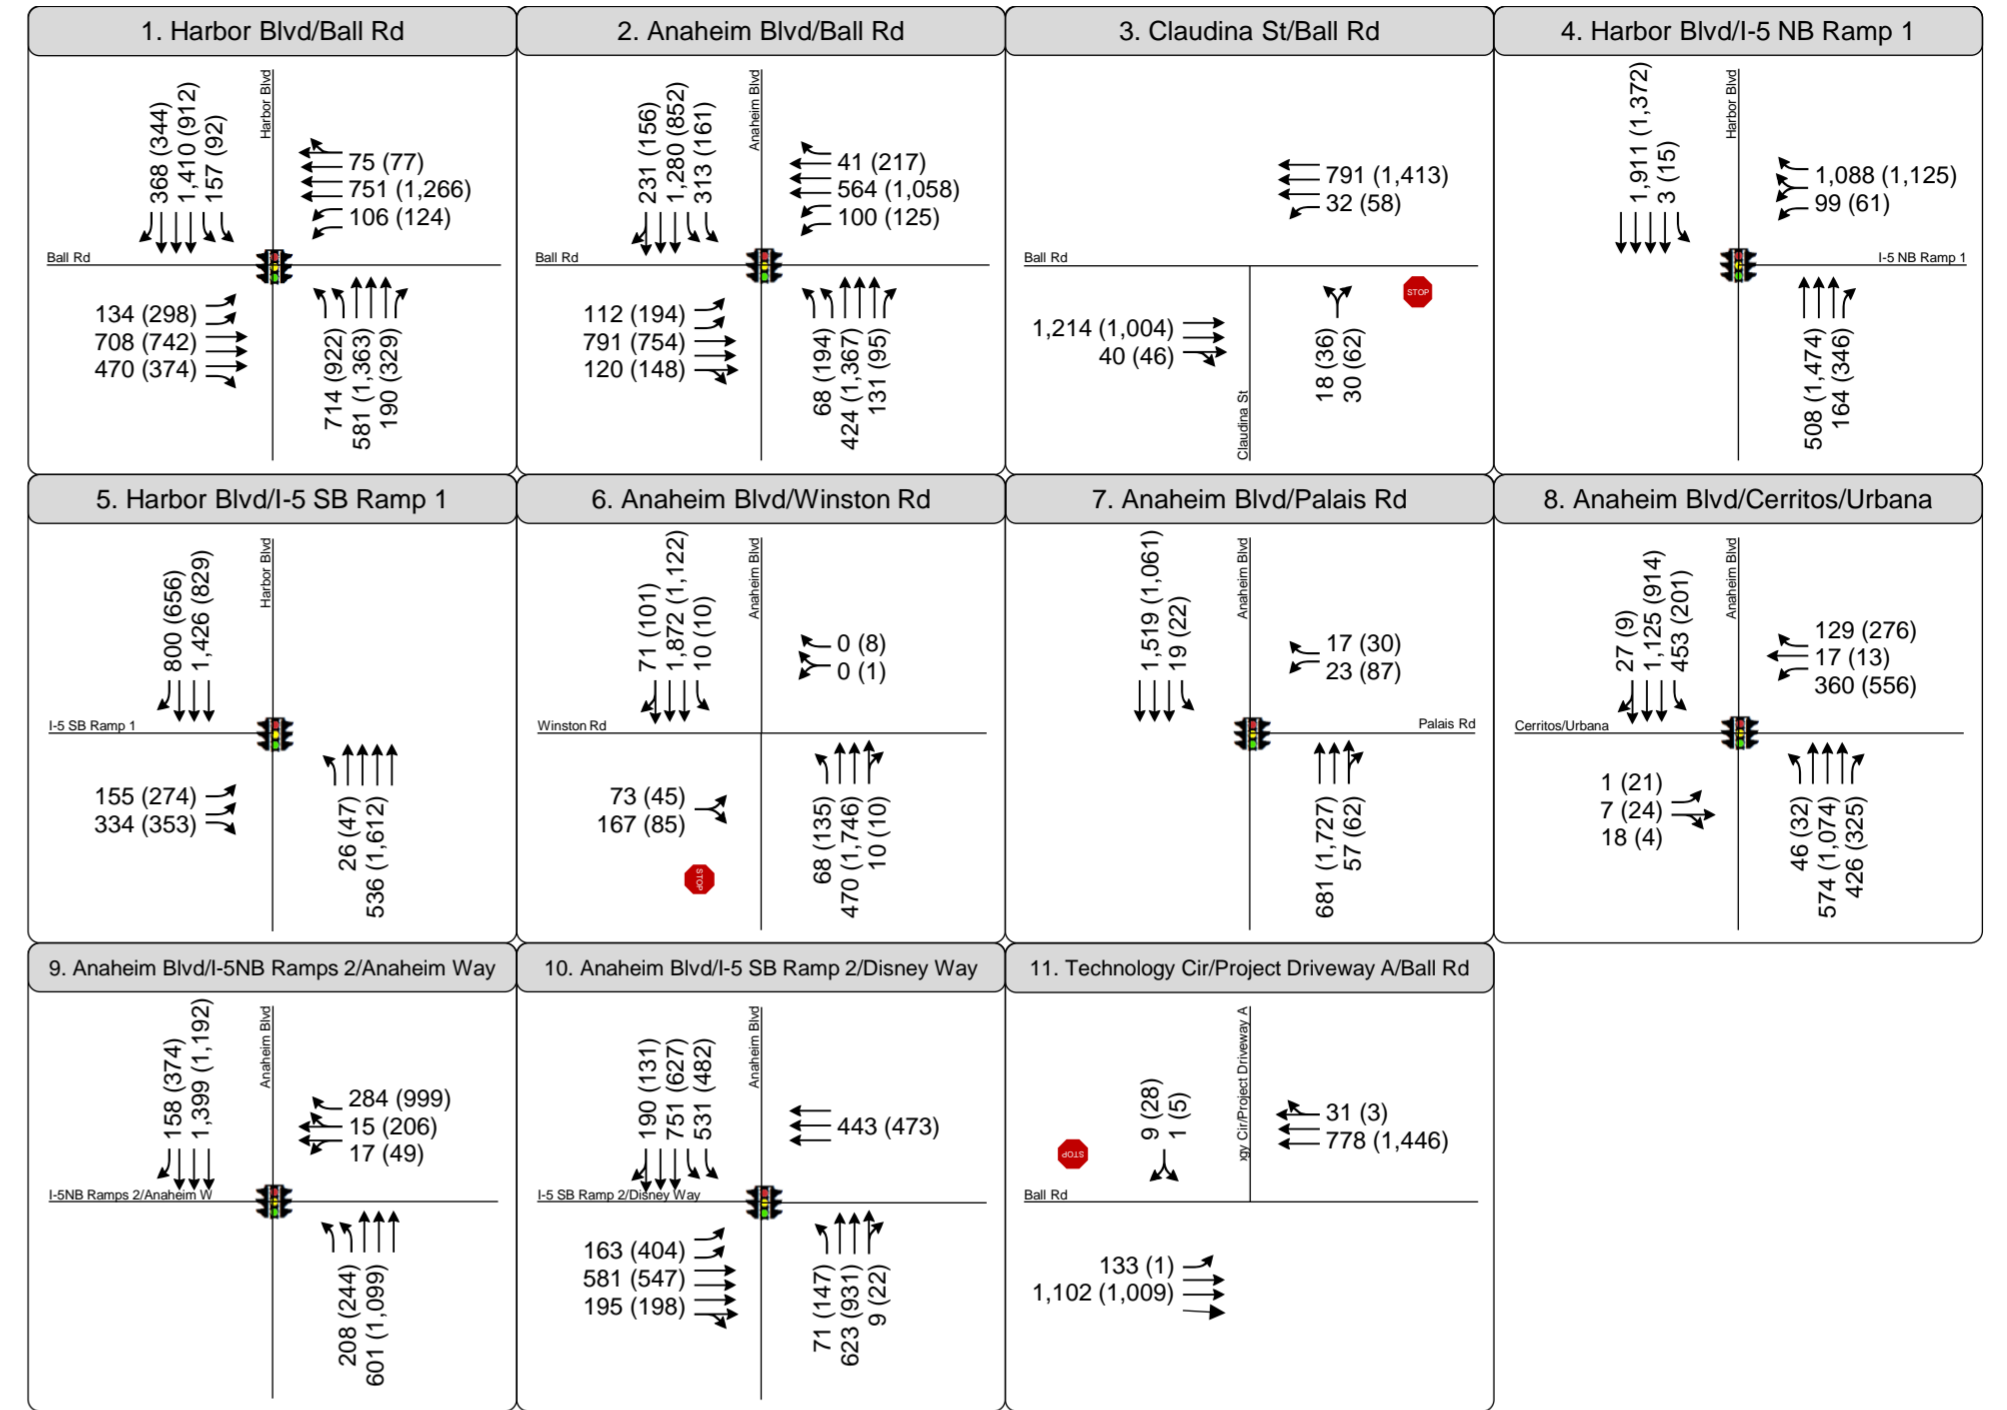 1. Harbor Blvd/Ball Rd
368 (344)
1,410 (912)
157 (92)
Harbor Blvd
75 (77)
751 (1,266)
106 (124)
Ball Rd
134 (298)
708 (742)
470 (374)
714 (922)
581 (1,363)
190 (329)
2. Anaheim Blvd/Ball Rd
231 (156)
1,280 (852)
313 (161)
Anaheim Blvd
41 (217)
564 (1,058)
100 (125)
Ball Rd
112 (194)
791 (754)
120 (148)
68 (194)
424 (1,367)
131 (95)
3. Claudina St/Ball Rd
791 (1,413)
32 (58)
Ball Rd
STOP
1,214 (1,004)
40 (46)
Claudina St
18 (36)
30 (62)
4. Harbor Blvd/I-5 NB Ramp 1
1,911 (1,372)
3 (15)
Harbor Blvd
1,088 (1,125)
99 (61)
I-5 NB Ramp 1
508 (1,474)
164 (346)
5. Harbor Blvd/I-5 SB Ramp 1
800 (656)
1,426 (829)
Harbor Blvd
I-5 SB Ramp 1
155 (274)
334 (353)
26 (47)
536 (1,612)
6. Anaheim Blvd/Winston Rd
71 (101)
1,872 (1,122)
10 (10)
Anaheim Blvd
0 (8)
0 (1)
Winston Rd
73 (45)
167 (85)
STOP
68 (135)
470 (1,746)
10 (10)
7. Anaheim Blvd/Palais Rd
1,519 (1,061)
19 (22)
Anaheim Blvd
17 (30)
23 (87)
Palais Rd
681 (1,727)
57 (62)
8. Anaheim Blvd/Cerritos/Urbana
27 (9)
1,125 (914)
453 (201)
Anaheim Blvd
129 (276)
17 (13)
360 (556)
Cerritos/Urbana
1 (21)
7 (24)
18 (4)
46 (32)
574 (1,074)
426 (325)
9. Anaheim Blvd/I-5NB Ramps 2/Anaheim Way
158 (374)
1,399 (1,192)
Anaheim Blvd
284 (999)
15 (206)
17 (49)
I-5NB Ramps 2/Anaheim W
208 (244)
601 (1,099)
10. Anaheim Blvd/I-5 SB Ramp 2/Disney Way
190 (131)
751 (627)
531 (482)
Anaheim Blvd
443 (473)
I-5 SB Ramp 2/Disney Way
163 (404)
581 (547)
195 (198)
71 (147)
623 (931)
9 (22)
11. Technology Cir/Project Driveway A/Ball Rd
STOP
9 (28)
1 (5)
ogy Cir/Project Driveway A
31 (3)
778 (1,446)
Ball Rd
133 (1)
1,102 (1,009)